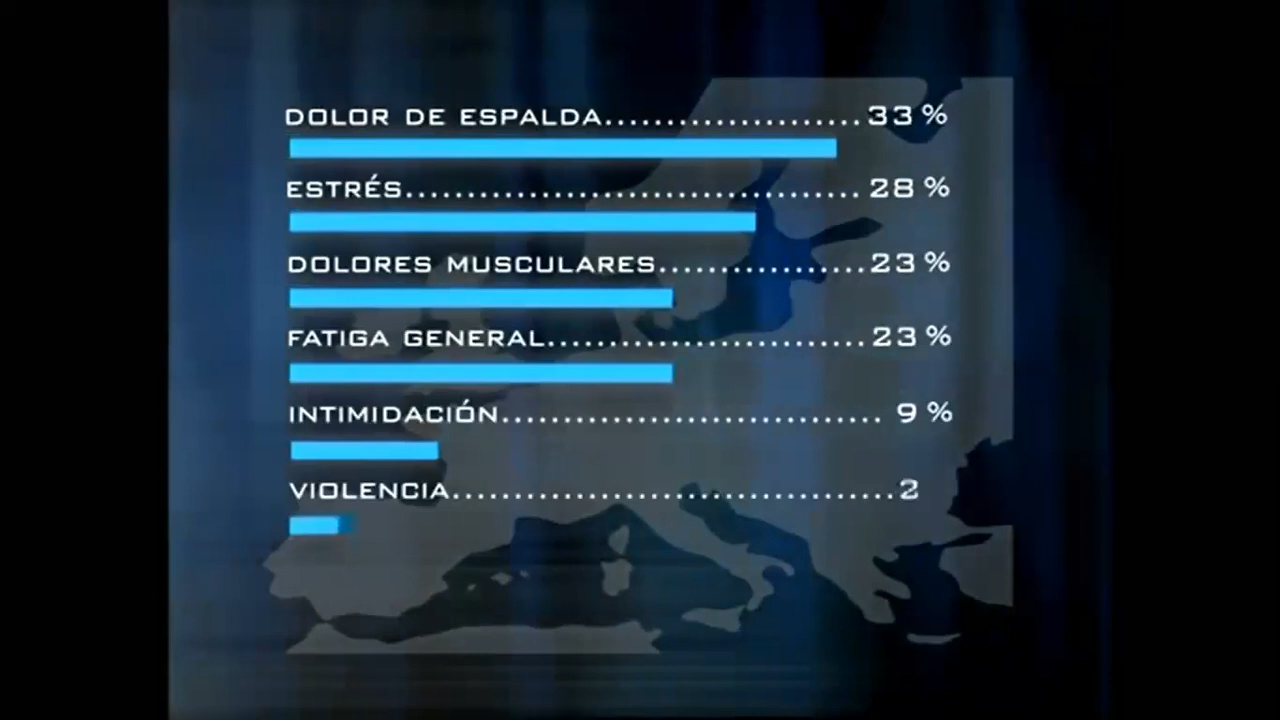 DOLOR DE ESPALDA.................... 33 %
ESTRÉS.................................... 28 %
DOLORES MUSCULARES.............. 23 %
FATIGA GENERAL......................... 23 %
INTIMIDACIÓN............................... 9 %
VIOLENCIA...................................2